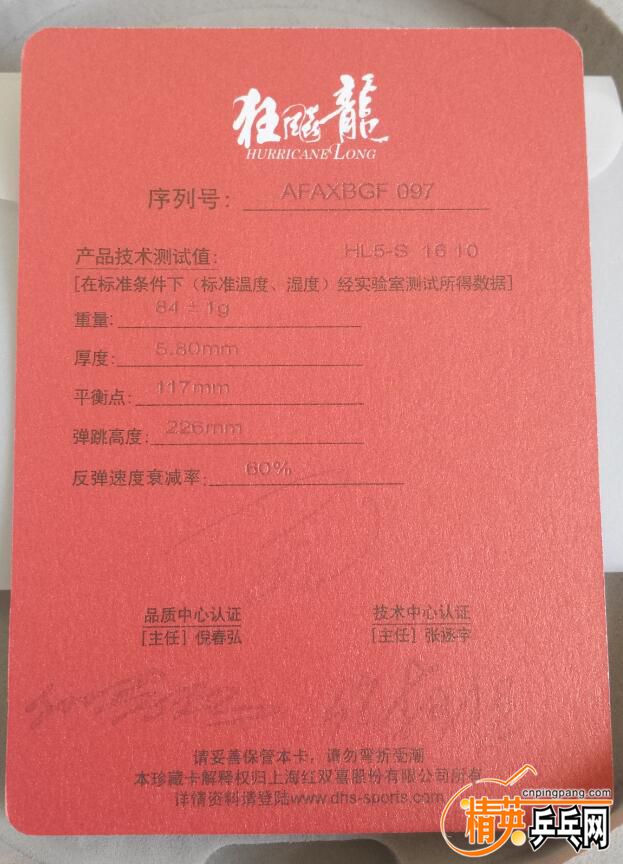 狂飚龍
HURRICANE LONG
序列号: AFAXBGF 097
产品技术测试值: HL5-S 16 10
[在标准条件下（标准温度、湿度）经实验室测试所得数据]
重量: 84 ± 1g
厚度: 5.80mm
平衡点: 117mm
弹跳高度: 226mm
反弹速度衰减率: 60%
品质中心认证 技术中心认证
[主任] 倪春弘 [主任] 张遂宇
请妥善保管本卡，请勿弯折受潮
本珍藏卡解释权归上海红双喜股份有限公司所有
详情资料请登陆www.dhs-sports.com
cnpingpang.com
精英乒乓网